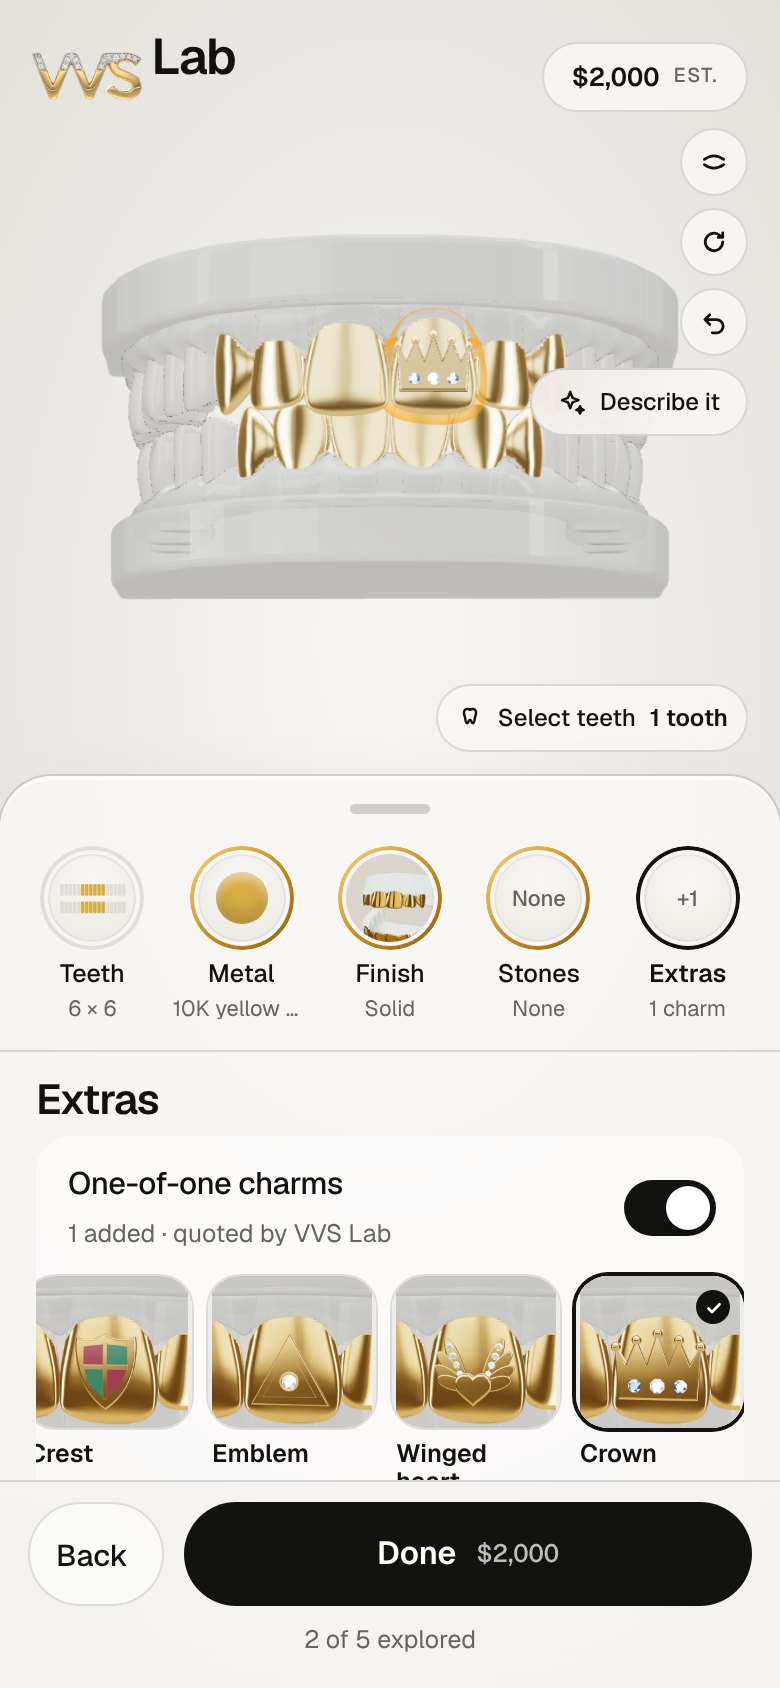 VVS Lab
$2,000 EST.
Describe it
Select teeth 1 tooth
None
+1
Teeth
Metal
Finish
Stones
Extras
6 × 6
10K yellow ...
Solid
None
1 charm
Extras
One-of-one charms
1 added · quoted by VVS Lab
Crest
Emblem
Winged
heart
Crown
Back
Done $2,000
2 of 5 explored